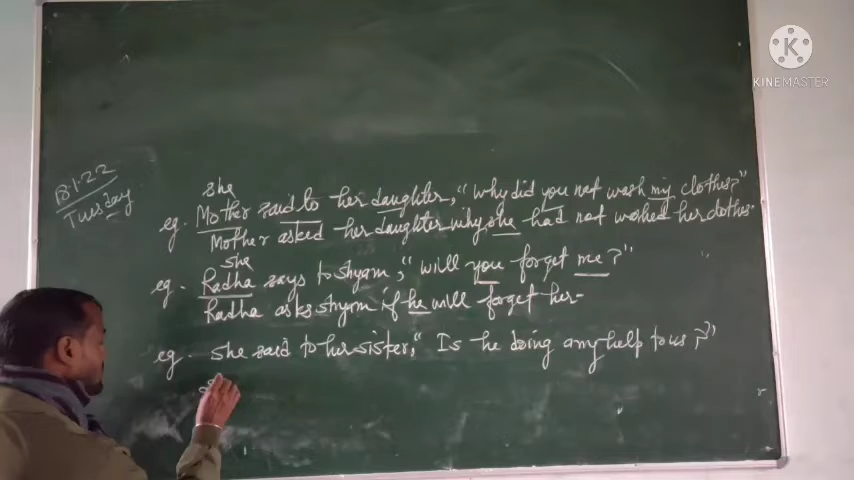 KINEMASTER
18.1.22
Tuesday
she
eg. Mother said to her daughter, "Why did you not wash my clothes?"
Mother asked her daughter why she had not washed her clothes.
she
eg. Radha says to Shyam, "will you forget me?"
Radha asks Shyam if he will forget her.
eg. She said to her sister, "Is he doing any help to us?"
S